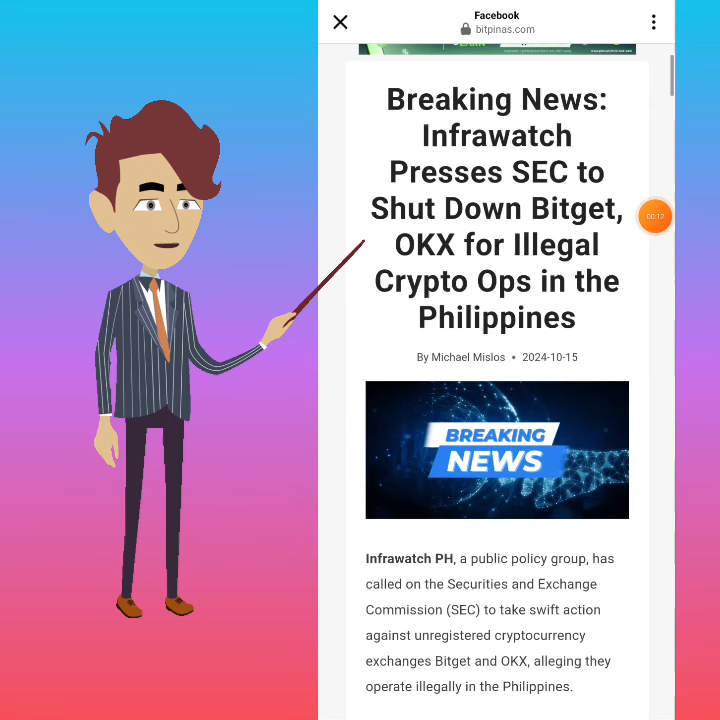 Facebook
bitpinas.com
Breaking News:
Infrawatch
Presses SEC to
Shut Down Bitget,
OKX for Illegal
Crypto Ops in the
Philippines
00:12
By Michael Mislos • 2024-10-15
BREAKING
NEWS
Infrawatch PH, a public policy group, has
called on the Securities and Exchange
Commission (SEC) to take swift action
against unregistered cryptocurrency
exchanges Bitget and OKX, alleging they
operate illegally in the Philippines.